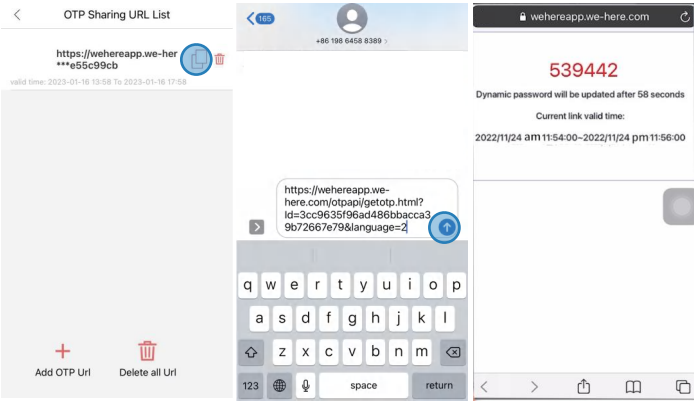 OTP Sharing URL List
https://wehereapp.we-her
***e55c99cb
valid time: 2023-01-16 13:58 To 2023-01-16 17:58
Add OTP Url
Delete all Url
165
+86 198 6458 8389 >
https://wehereapp.we-
here.com/otpapi/getotp.html?
Id=3cc9635f96ad486bbacca3
9b72667e79&language=2
q w e r t y u i o p
a s d f g h j k l
z x c v b n m
123 space return
wehereapp.we-here.com
539442
Dynamic password will be updated after 58 seconds
Current link valid time:
2022/11/24 am 11:54:00~2022/11/24 pm 11:56:00